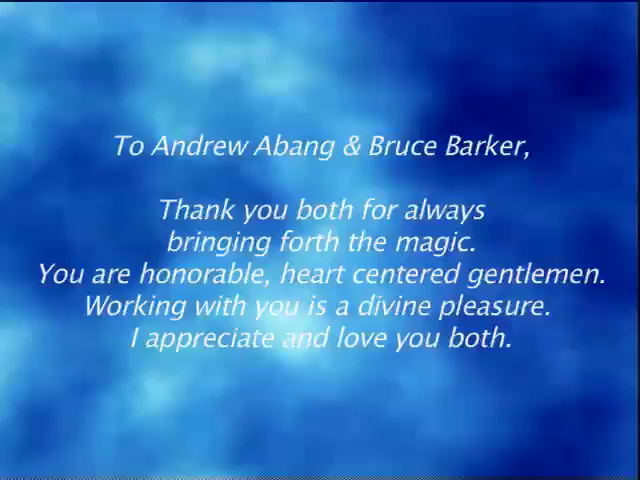 To Andrew Abang & Bruce Barker,
Thank you both for always
bringing forth the magic.
You are honorable, heart centered gentlemen.
Working with you is a divine pleasure.
I appreciate and love you both.